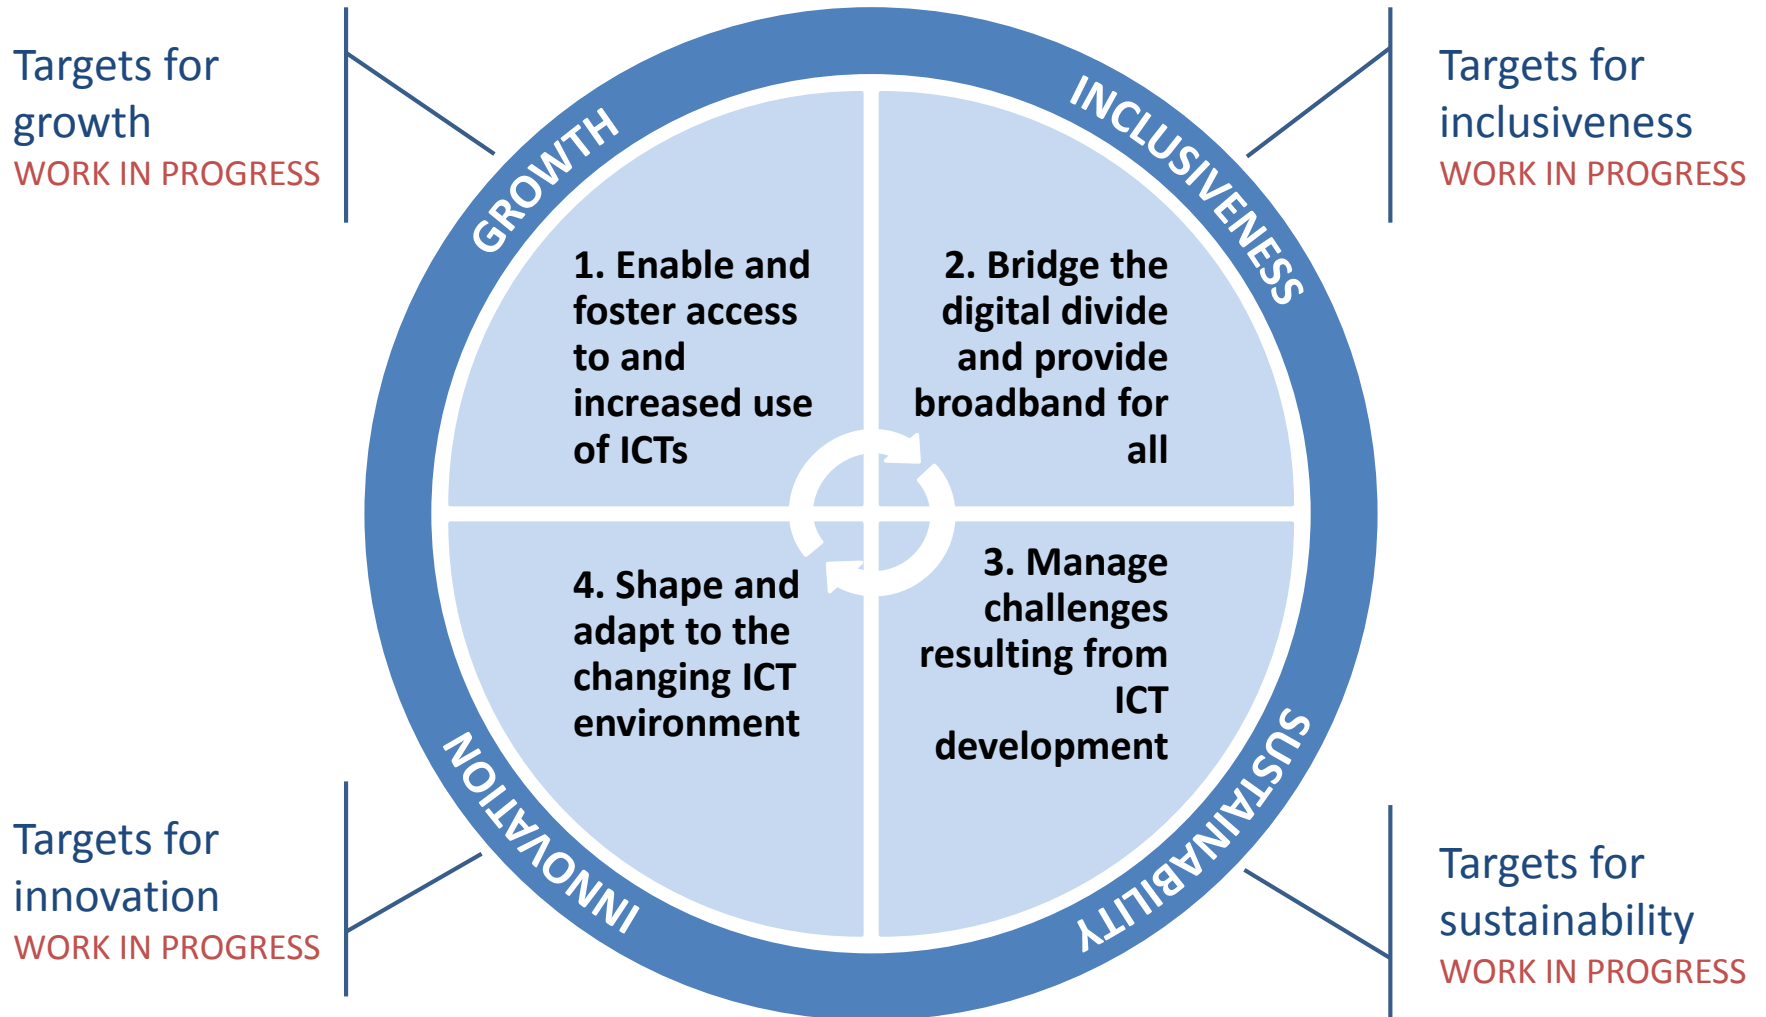 Targets for
growth
WORK IN PROGRESS
GROWTH
1. Enable and
foster access
to and
increased use
of ICTs
Targets for
inclusiveness
WORK IN PROGRESS
INCLUSIVENESS
2. Bridge the
digital divide
and provide
broadband for
all
3. Manage
challenges
resulting from
ICT
development
SUSTAINABILITY
Targets for
sustainability
WORK IN PROGRESS
4. Shape and
adapt to the
changing ICT
environment
INNOVATION
Targets for
innovation
WORK IN PROGRESS